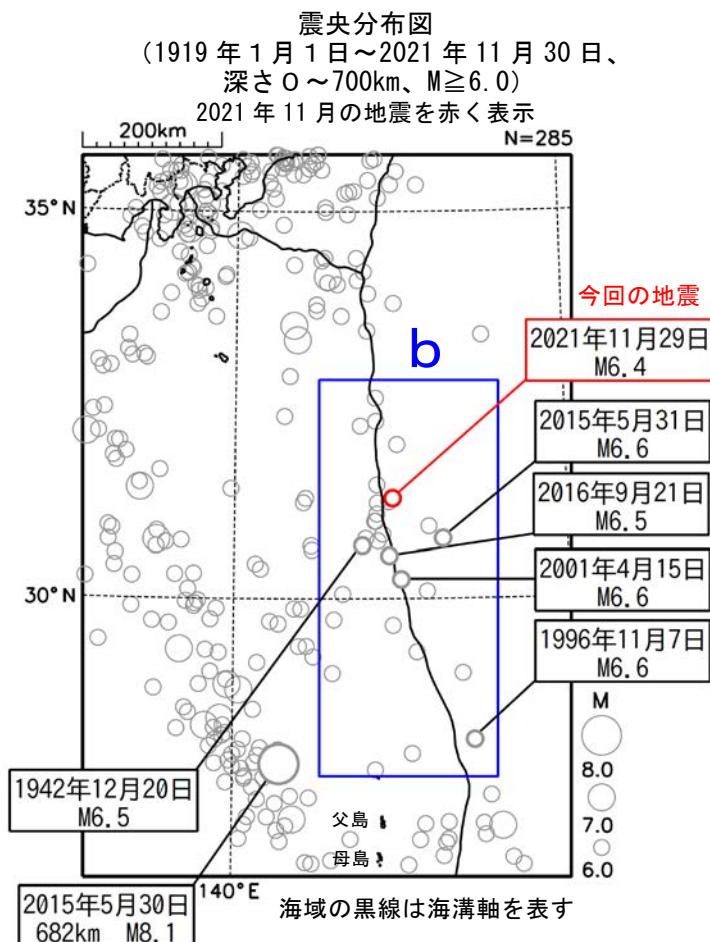 震央分布図
(1919年1月1日～2021年11月30日、
深さ0～700km、M≧6.0)
2021年11月の地震を赤く表示
200km
N=285
35°N
今回の地震
2021年11月29日
M6.4
b
2015年5月31日
M6.6
2016年9月21日
M6.5
2001年4月15日
M6.6
30°N
1996年11月7日
M6.6
M
8.0
7.0
6.0
1942年12月20日
M6.5
父島
母島
2015年5月30日
682km M8.1
140°E
海域の黒線は海溝軸を表す